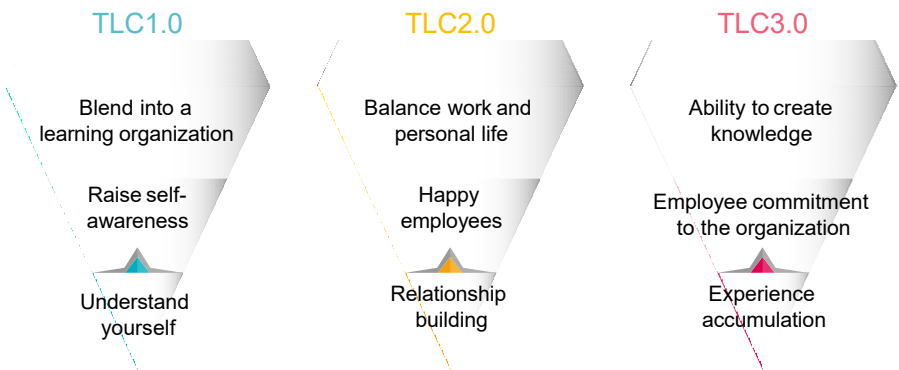 TLC1.0
Blend into a
learning organization
Raise self-
awareness
Understand
yourself
TLC2.0
Balance work and
personal life
Happy
employees
Relationship
building
TLC3.0
Ability to create
knowledge
Employee commitment
to the organization
Experience
accumulation